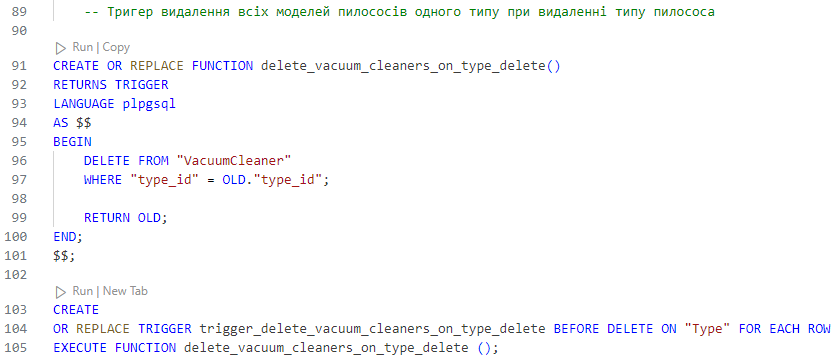 89 -- Тригер видалення всіх моделей пилососів одного типу при видаленні типу пилососа
90
Run | Copy
91 CREATE OR REPLACE FUNCTION delete_vacuum_cleaners_on_type_delete()
92 RETURNS TRIGGER
93 LANGUAGE plpgsql
94 AS $$
95 BEGIN
96 DELETE FROM "VacuumCleaner"
97 WHERE "type_id" = OLD."type_id";
98
99 RETURN OLD;
100 END;
101 $$;
102
Run | New Tab
103 CREATE
104 OR REPLACE TRIGGER trigger_delete_vacuum_cleaners_on_type_delete BEFORE DELETE ON "Type" FOR EACH ROW
105 EXECUTE FUNCTION delete_vacuum_cleaners_on_type_delete ();